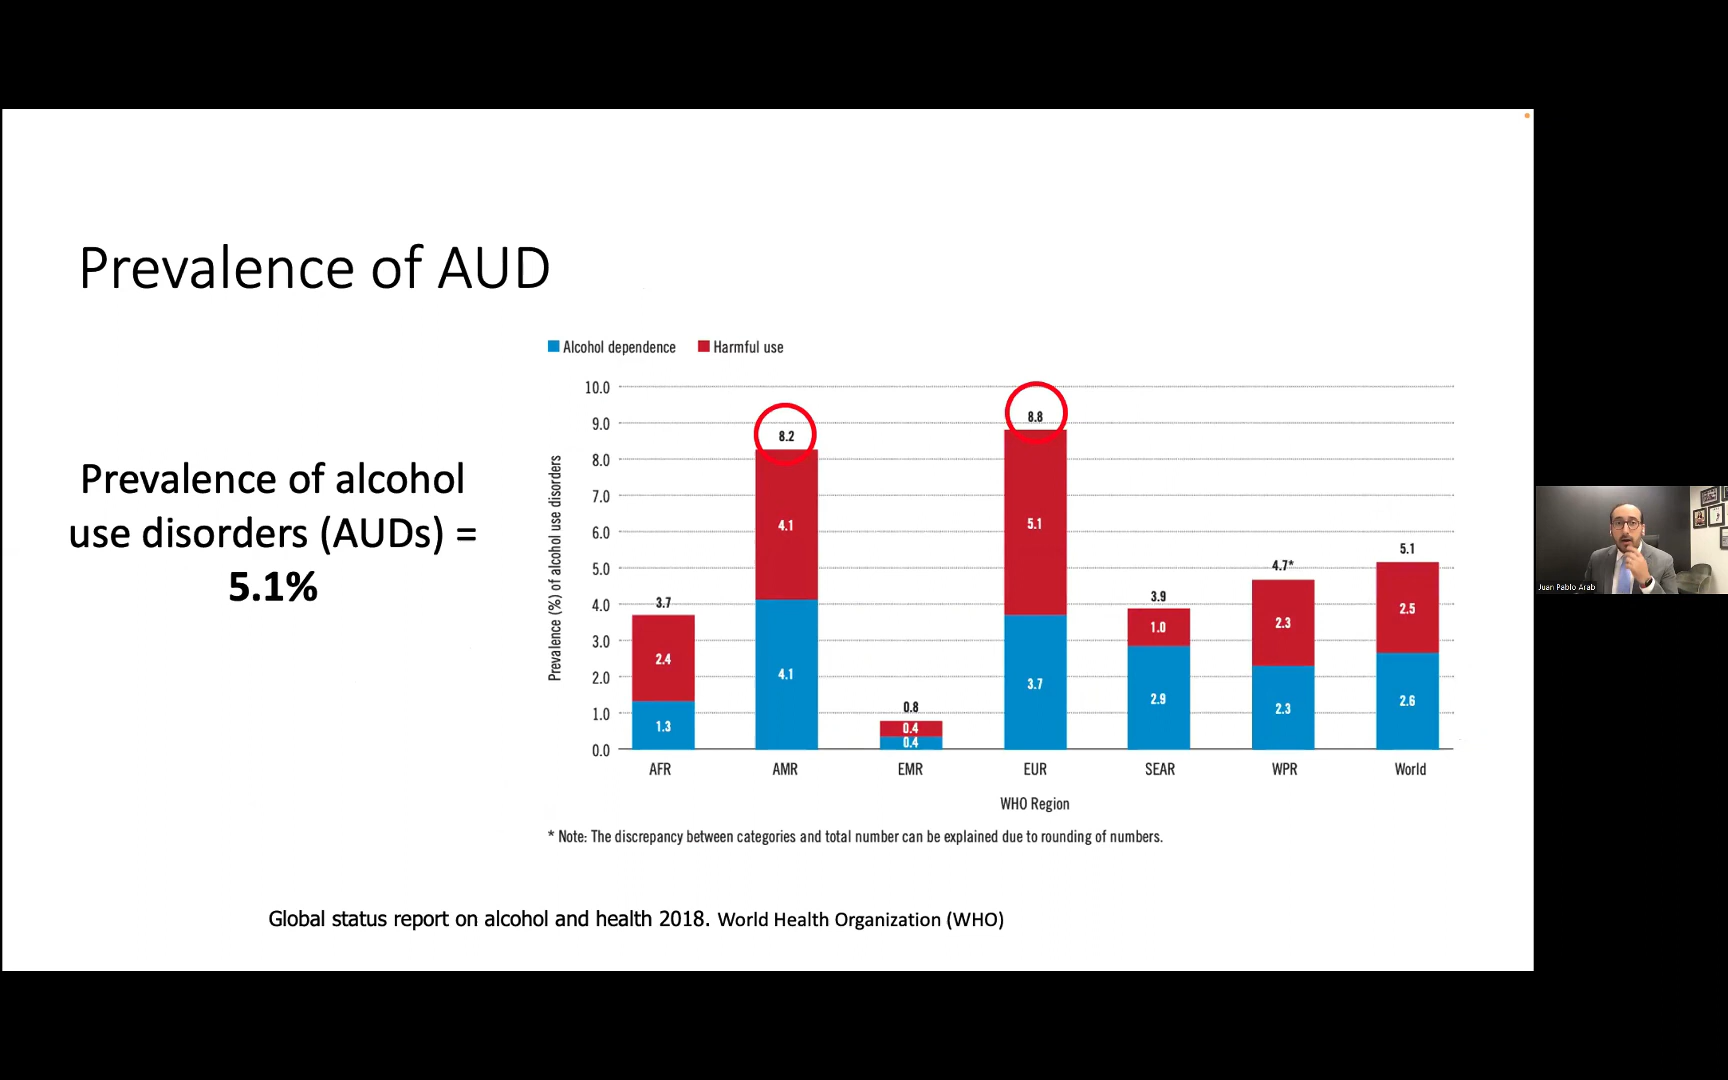 Prevalence of AUD
Prevalence of alcohol
use disorders (AUDs) =
5.1%
Alcohol dependence
Harmful use
Prevalence (%) of alcohol use disorders
10.0
9.0
8.0
7.0
6.0
5.0
4.0
3.0
2.0
1.0
0.0
3.7
2.4
1.3
8.2
4.1
4.1
0.8
0.4
0.4
8.8
5.1
3.7
3.9
1.0
2.9
4.7*
2.3
2.3
5.1
2.5
2.6
AFR
AMR
EMR
EUR
SEAR
WPR
World
WHO Region
* Note: The discrepancy between categories and total number can be explained due to rounding of numbers.
Global status report on alcohol and health 2018. World Health Organization (WHO)
Juan Pablo Arab